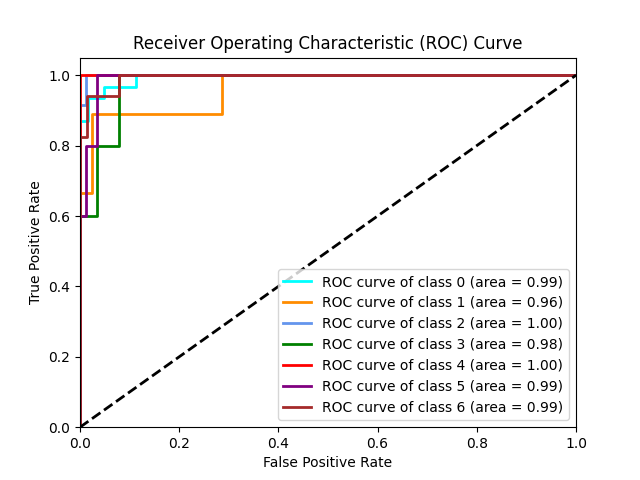 Receiver Operating Characteristic (ROC) Curve
1.0
0.8
0.6
0.4
0.2
0.0
True Positive Rate
ROC curve of class 0 (area = 0.99)
ROC curve of class 1 (area = 0.96)
ROC curve of class 2 (area = 1.00)
ROC curve of class 3 (area = 0.98)
ROC curve of class 4 (area = 1.00)
ROC curve of class 5 (area = 0.99)
ROC curve of class 6 (area = 0.99)
0.0 0.2 0.4 0.6 0.8 1.0
False Positive Rate